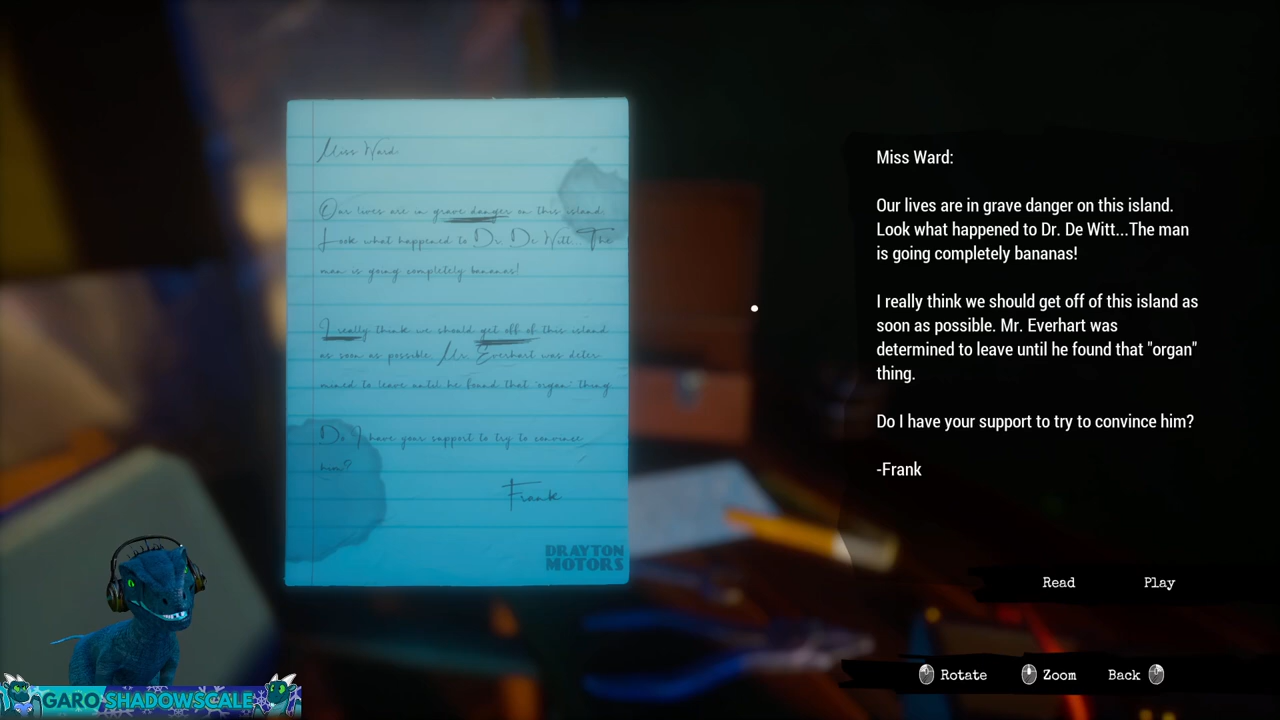 Miss Ward
Our lives are in grave danger on this island.
Look what happened to Dr. De Witt... The
man is going completely bananas!
I really think we should get off of this island
as soon as possible. Mr. Everhart was deter
mined to leave until he found that "organ" thing.
Do I have your support to try to convince
him?
Frank
DRAYTON
MOTORS
Miss Ward:
Our lives are in grave danger on this island.
Look what happened to Dr. De Witt...The man
is going completely bananas!
I really think we should get off of this island as
soon as possible. Mr. Everhart was
determined to leave until he found that "organ"
thing.
Do I have your support to try to convince him?
-Frank
Read
Play
Rotate
Zoom
Back
GARO SHADOWSCALE